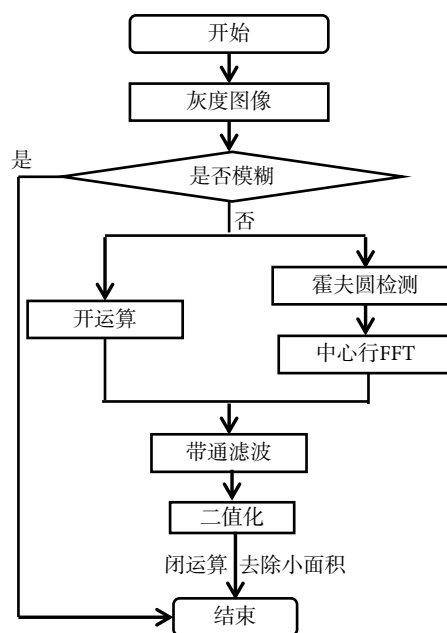 开始
灰度图像
是
是否模糊
否
霍夫圆检测
开运算
中心行FFT
带通滤波
二值化
闭运算 去除小面积
结束